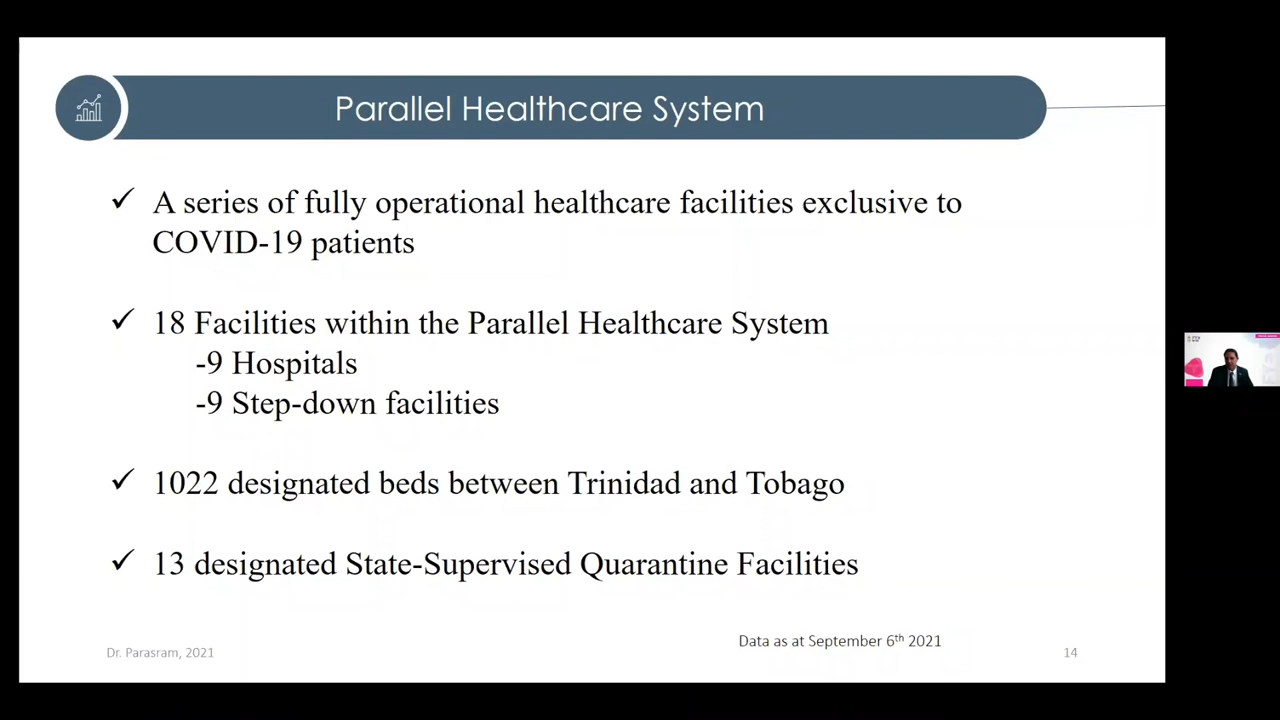 Parallel Healthcare System
✓ A series of fully operational healthcare facilities exclusive to
COVID-19 patients
✓ 18 Facilities within the Parallel Healthcare System
-9 Hospitals
-9 Step-down facilities
✓ 1022 designated beds between Trinidad and Tobago
✓ 13 designated State-Supervised Quarantine Facilities
Data as at September 6th 2021
Dr. Parasram, 2021
14